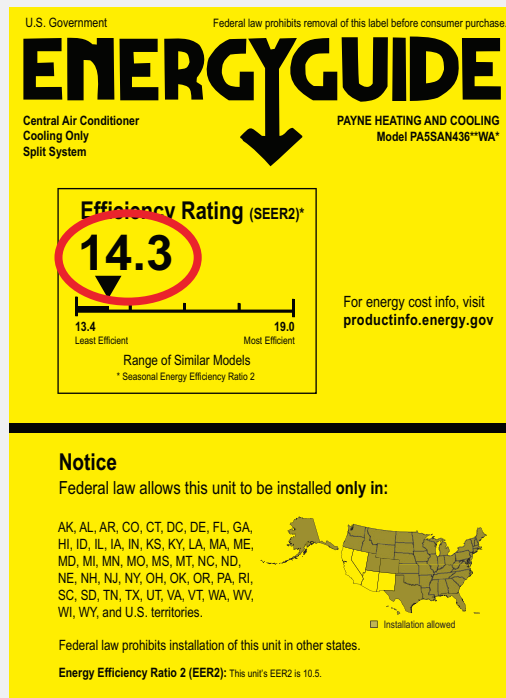 U.S. Government
Federal law prohibits removal of this label before consumer purchase.
ENERGYGUIDE
Central Air Conditioner
Cooling Only
Split System
PAYNE HEATING AND COOLING
Model PA5SAN436**WA*
Efficiency Rating (SEER2)*
14.3
13.4
Least Efficient
19.0
Most Efficient
Range of Similar Models
* Seasonal Energy Efficiency Ratio 2
For energy cost info, visit
productinfo.energy.gov
Notice
Federal law allows this unit to be installed only in:
AK, AL, AR, CO, CT, DC, DE, FL, GA,
HI, ID, IL, IA, IN, KS, KY, LA, MA, ME,
MD, MI, MN, MO, MS, MT, NC, ND,
NE, NH, NJ, NY, OH, OK, OR, PA, RI,
SC, SD, TN, TX, UT, VA, VT, WA, WV,
WI, WY, and U.S. territories.
Installation allowed
Federal law prohibits installation of this unit in other states.
Energy Efficiency Ratio 2 (EER2): This unit's EER2 is 10.5.